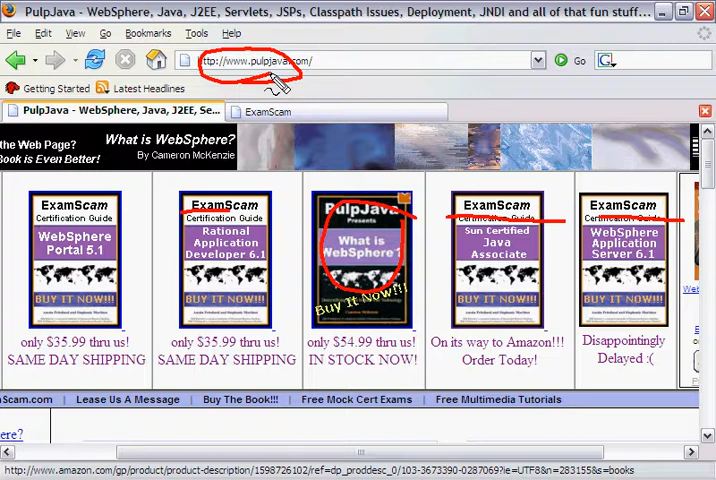 PulpJava - WebSphere, Java, J2EE, Servlets, JSPs, Classpath Issues, Deployment, JNDI and all of that fun stuff...
File Edit View Go Bookmarks Tools Help
http://www.pulpjava.com/ Go
Getting Started Latest Headlines
PulpJava - WebSphere, Java, J2EE, Se... ExamScam
the Web Page? What is WebSphere?
Book is Even Better! By Cameron McKenzie
ExamScam
Certification Guide
WebSphere
Portal 5.1
BUY IT NOW!!!
only $35.99 thru us!
SAME DAY SHIPPING
ExamScam
Certification Guide
Rational
Application
Developer 6.1
BUY IT NOW!!!
only $35.99 thru us!
SAME DAY SHIPPING
PulpJava
Presents
What is
WebSphere?
Buy It Now!!!
only $54.99 thru us!
IN STOCK NOW!
ExamScam
Certification Guide
Sun Certified
Java
Associate
BUY IT NOW!!!
On its way to Amazon!!!
Order Today!
ExamScam
Certification Guide
WebSphere
Application
Server 6.1
BUY IT NOW!!!
Disappointingly
Delayed :(
mScam.com | Lease Us A Message | Buy The Book!!! | Free Mock Cert Exams | Free Multimedia Tutorials
ere?
http://www.amazon.com/gp/product/product-description/1598726102/ref=dp_proddesc_0/103-3673390-0287069?ie=UTF8&n=283155&s=books